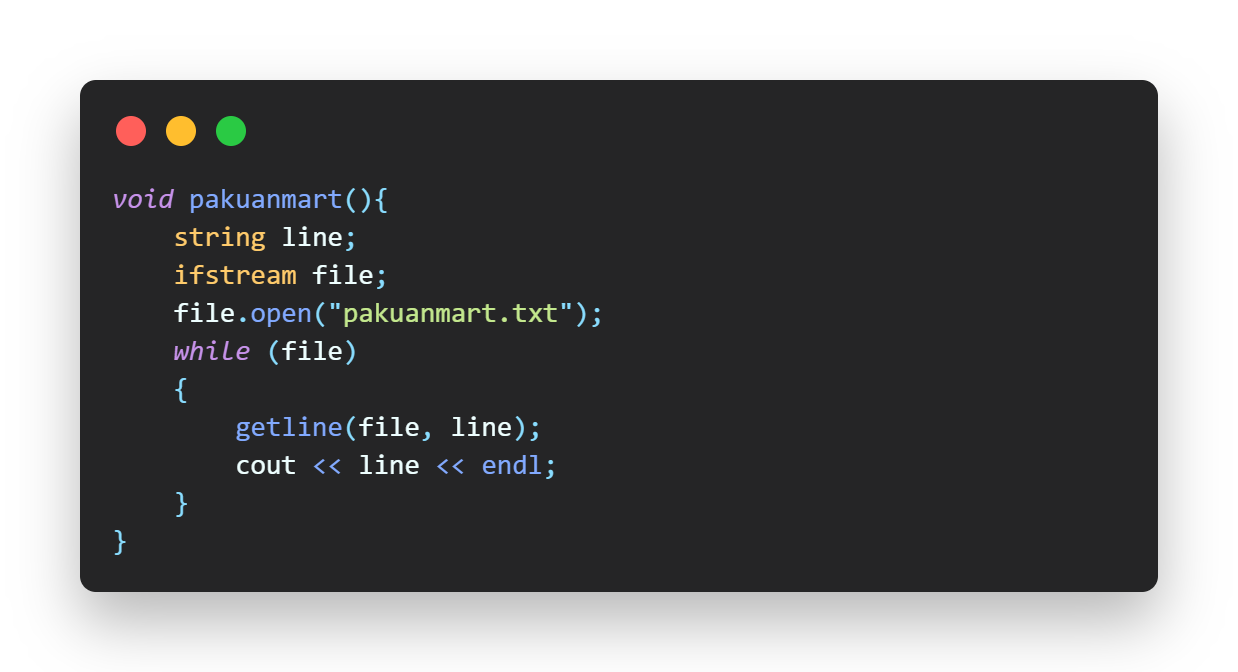 void pakuanmart(){
    string line;
    ifstream file;
    file.open("pakuanmart.txt");
    while (file)
    {
        getline(file, line);
        cout << line << endl;
    }
}